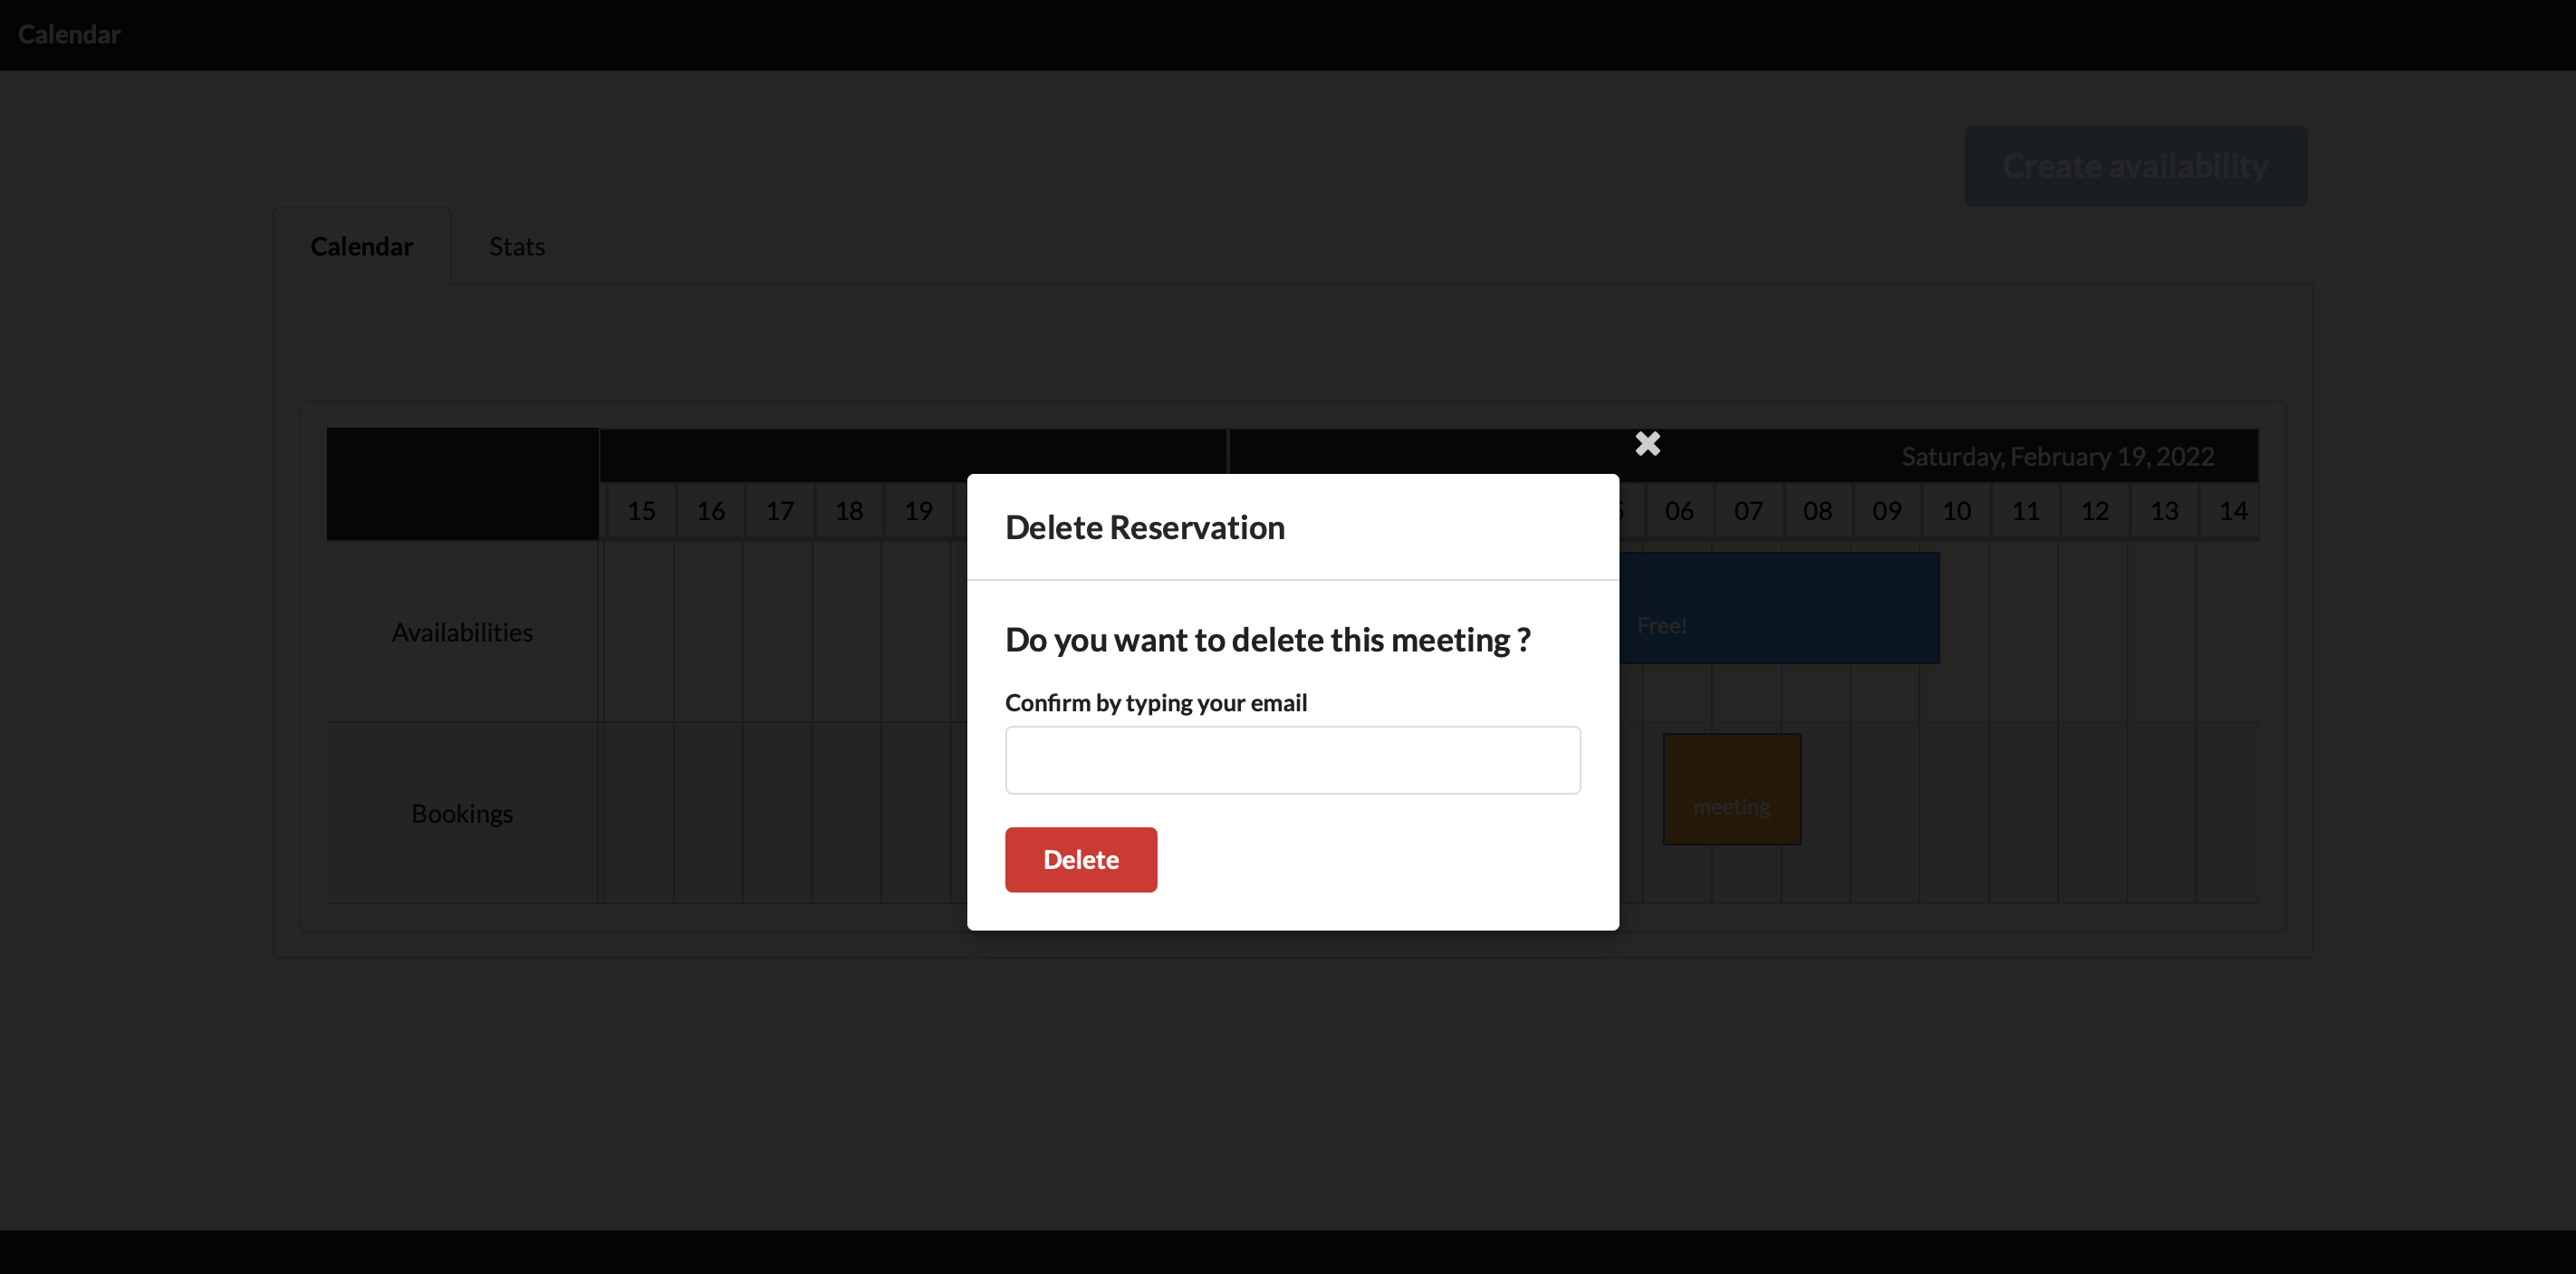 Calendar
Create availability
Calendar
Stats
Saturday, February 19, 2022
15 16 17 18 19 06 07 08 09 10 11 12 13 14
Delete Reservation
Availabilities
Free!
Do you want to delete this meeting ?
Confirm by typing your email
Bookings
meeting
Delete